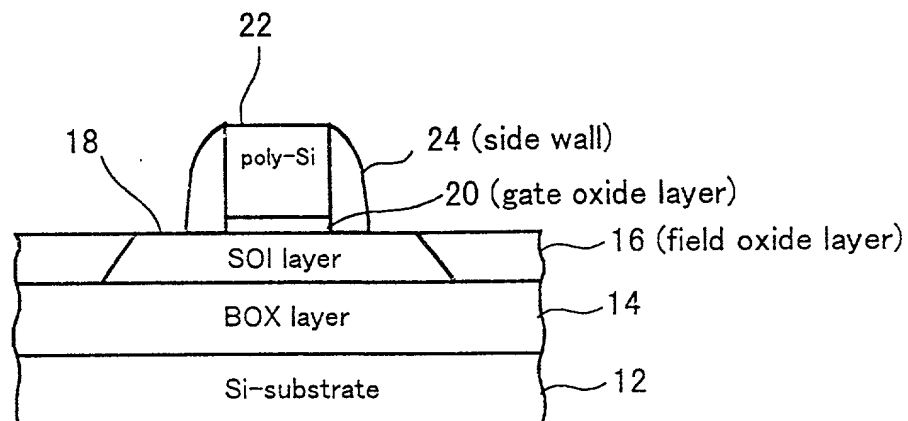 22
18
poly-Si
24 (side wall)
20 (gate oxide layer)
SOI layer
16 (field oxide layer)
BOX layer
14
Si-substrate
12